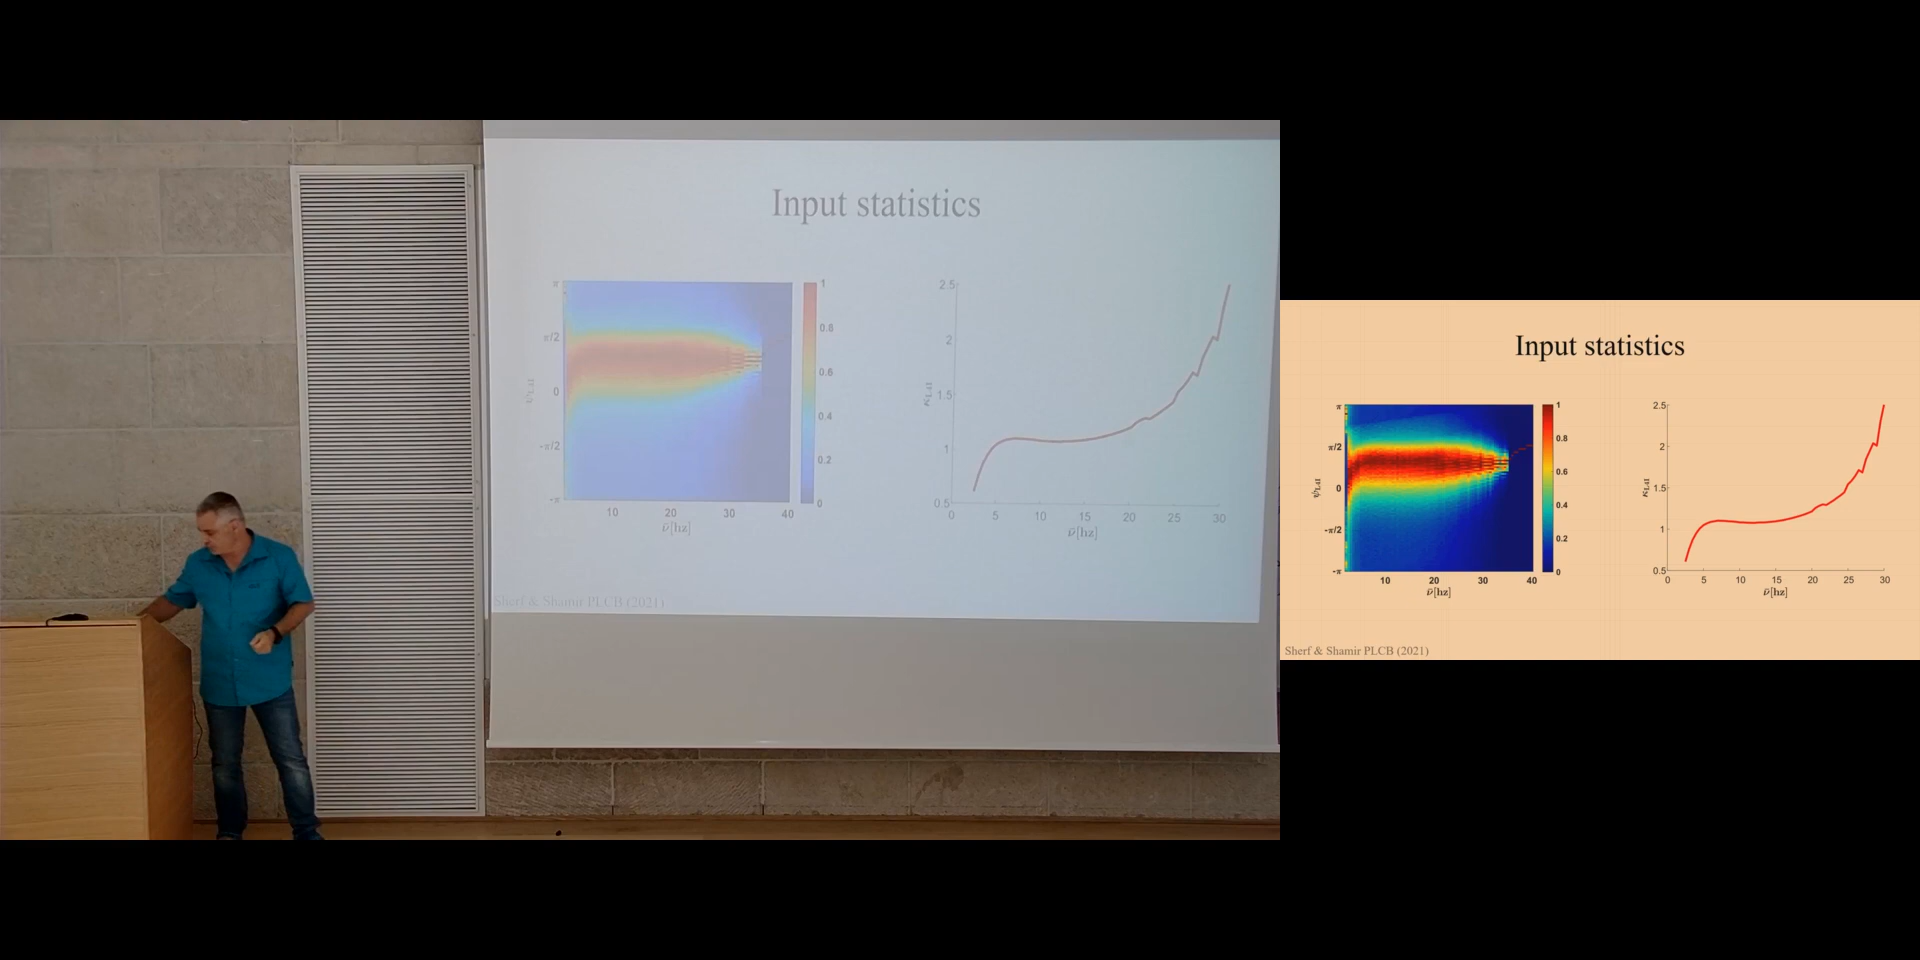 Input statistics
π
π/2
0
-π/2
-π
ψL4I
10 20 30 40
ν̄[hz]
1
0.8
0.6
0.4
0.2
0
2.5
2
1.5
1
0.5
κL4I
0 5 10 15 20 25 30
ν̄[hz]
Sherf & Shamir PLCB (2021)
Input statistics
π
π/2
0
-π/2
-π
ψL4I
10 20 30 40
ν̄[hz]
1
0.8
0.6
0.4
0.2
0
2.5
2
1.5
1
0.5
κL4I
0 5 10 15 20 25 30
ν̄[hz]
Sherf & Shamir PLCB (2021)